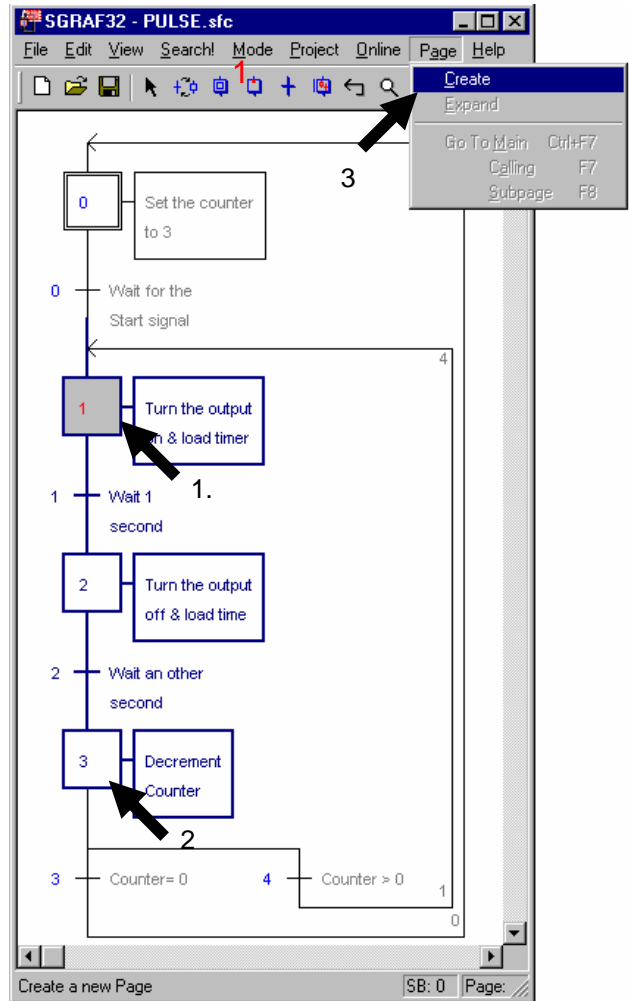 SGRAF32 - PULSE.sfc
File Edit View Search! Mode Project Online Page Help
1
Create
Expand
Go To Main Ctrl+F7
Calling F7
Subpage F8
3
0
Set the counter
to 3
0
Wait for the
Start signal
4
1
Turn the output
on & load timer
1.
1
Wait 1
second
2
Turn the output
off & load time
2
Wait an other
second
3
Decrement
Counter
2
3
Counter= 0
4
Counter > 0
1
0
Create a new Page
SB: 0
Page: